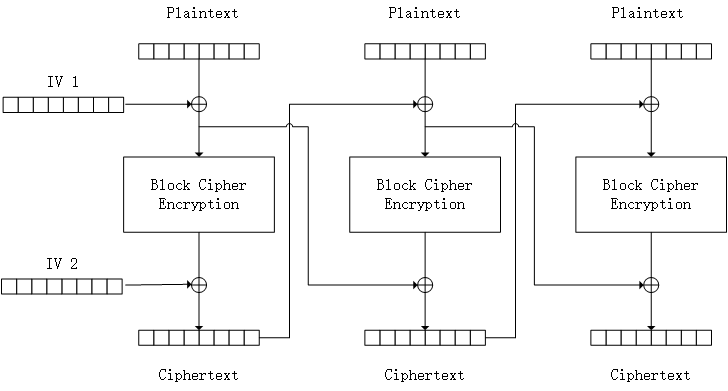 Plaintext
Plaintext
Plaintext
IV 1
Block Cipher
Encryption
Block Cipher
Encryption
Block Cipher
Encryption
IV 2
Ciphertext
Ciphertext
Ciphertext